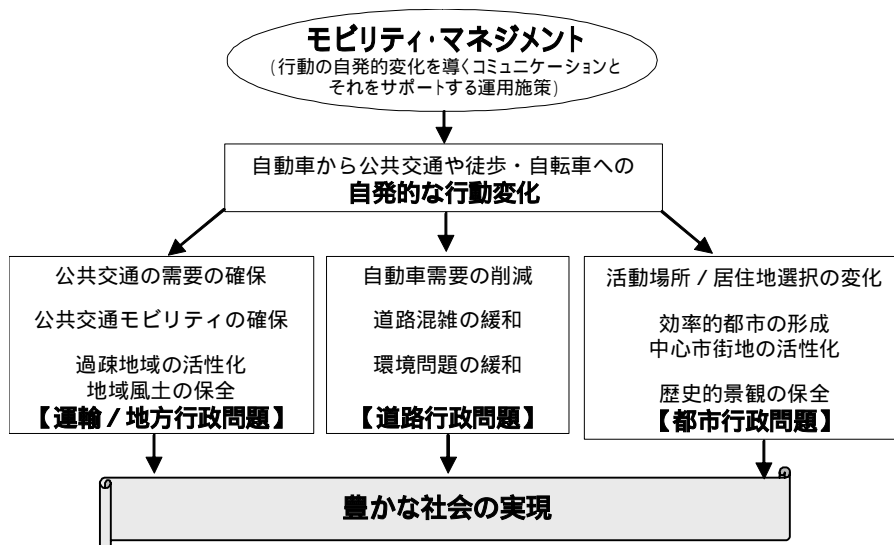 モビリティ・マネジメント
(行動の自発的変化を導くコミュニケーションと
それをサポートする運用施策)
自動車から公共交通や徒歩・自転車への
自発的な行動変化
公共交通の需要の確保
公共交通モビリティの確保
過疎地域の活性化
地域風土の保全
【運輸/地方行政問題】
自動車需要の削減
道路混雑の緩和
環境問題の緩和
【道路行政問題】
活動場所/居住地選択の変化
効率的都市の形成
中心市街地の活性化
歴史的景観の保全
【都市行政問題】
豊かな社会の実現